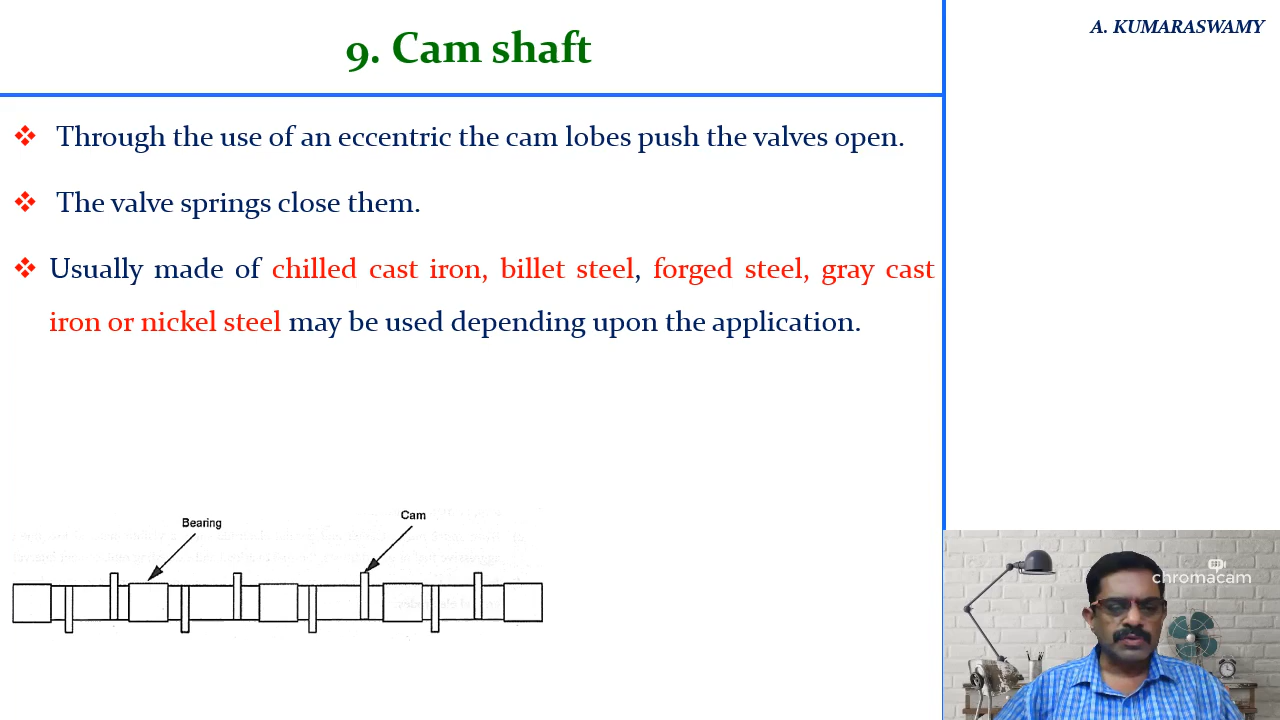 9. Cam shaft
A. KUMARASWAMY
Through the use of an eccentric the cam lobes push the valves open.
The valve springs close them.
Usually made of chilled cast iron, billet steel, forged steel, gray cast
iron or nickel steel may be used depending upon the application.
Bearing
Cam
chromacam